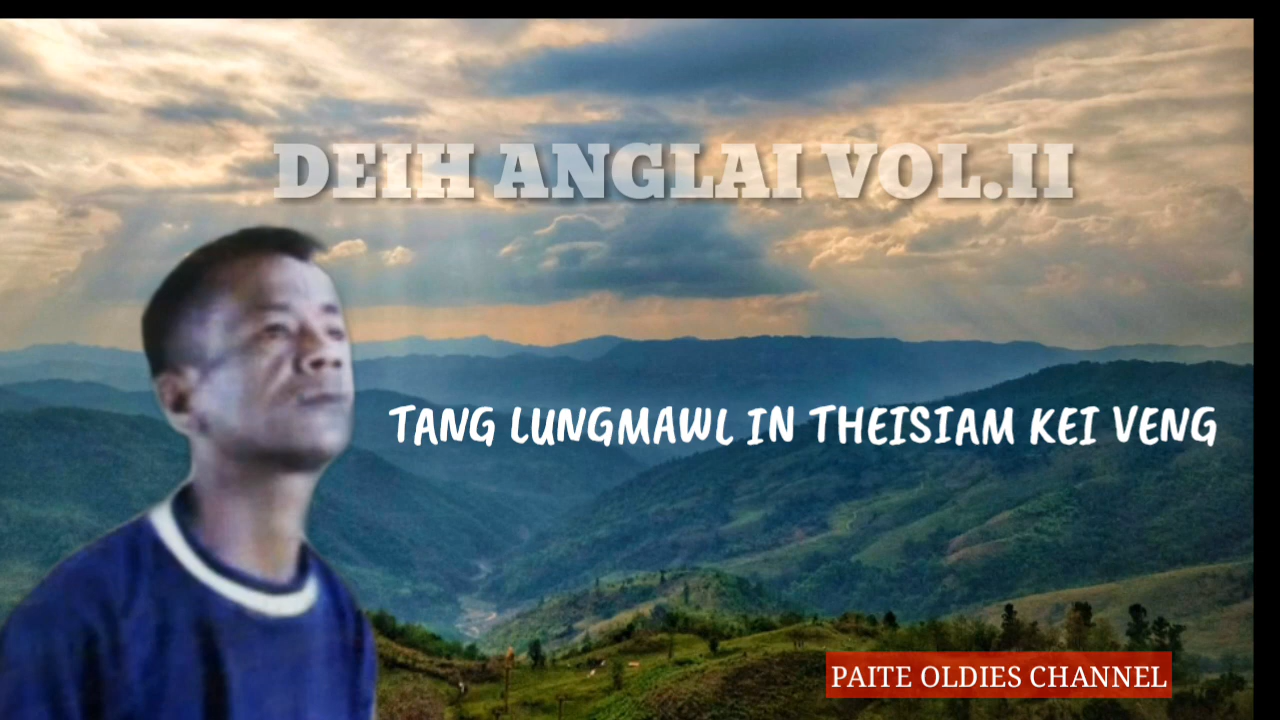 DEIH ANGLAI VOL.II
TANG LUNGMAWL IN THEISIAM KEI VENG
PAITE OLDIES CHANNEL